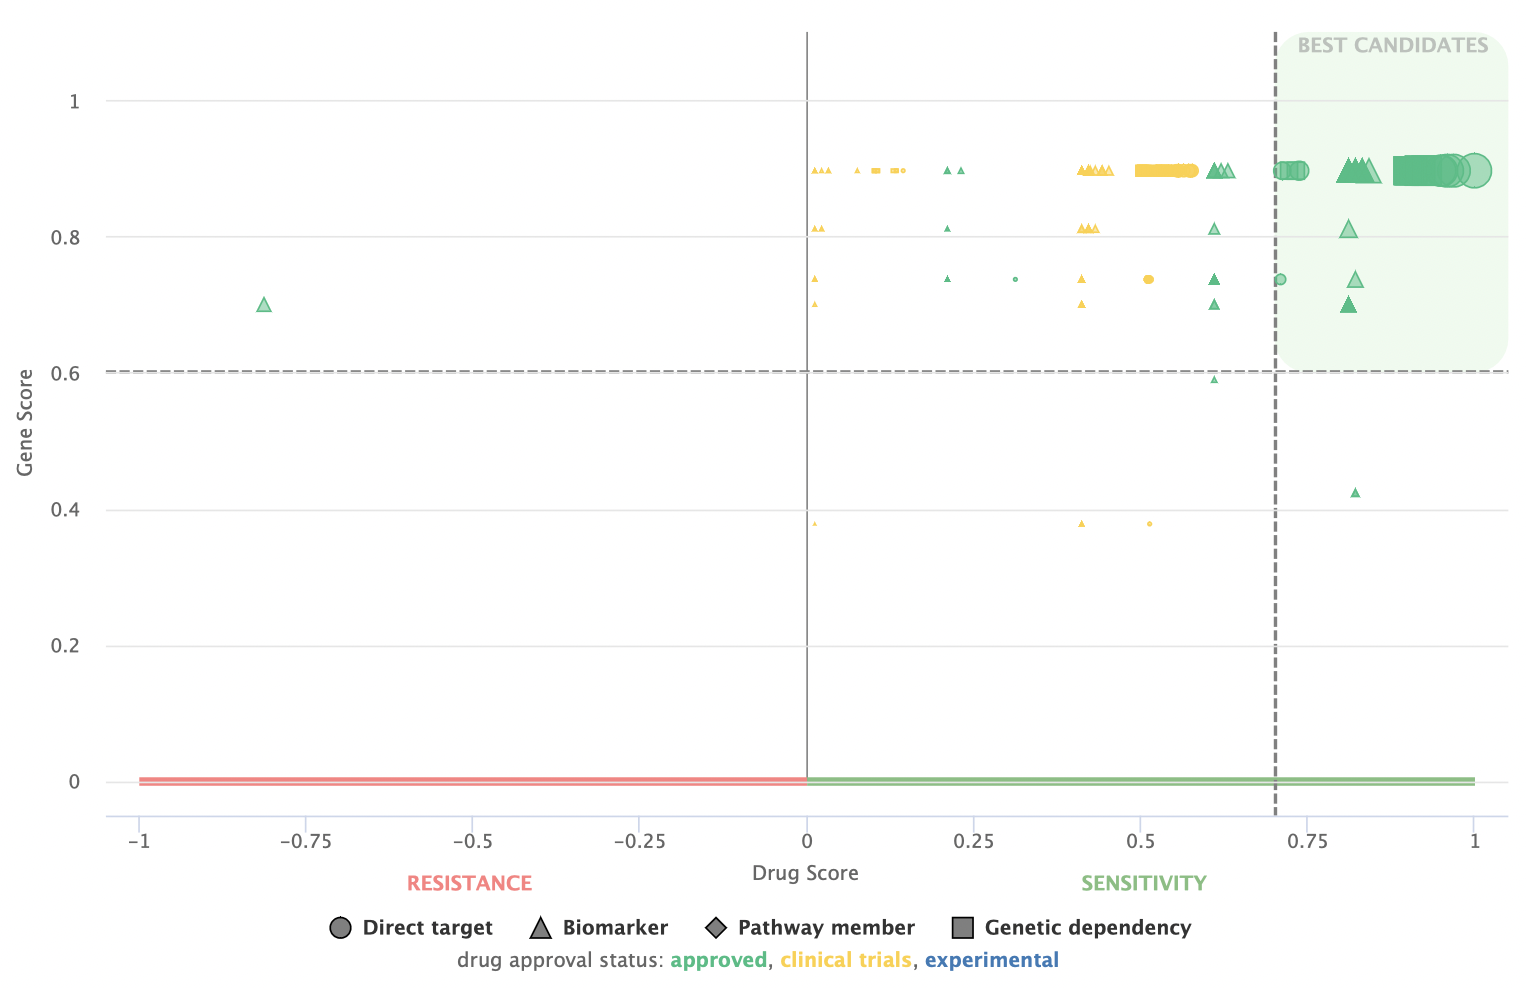 BEST CANDIDATES
1
0.8
0.6
0.4
0.2
0
Gene Score
−1
−0.75
−0.5
−0.25
0
0.25
0.5
0.75
1
Drug Score
RESISTANCE
SENSITIVITY
Direct target
Biomarker
Pathway member
Genetic dependency
drug approval status: approved, clinical trials, experimental